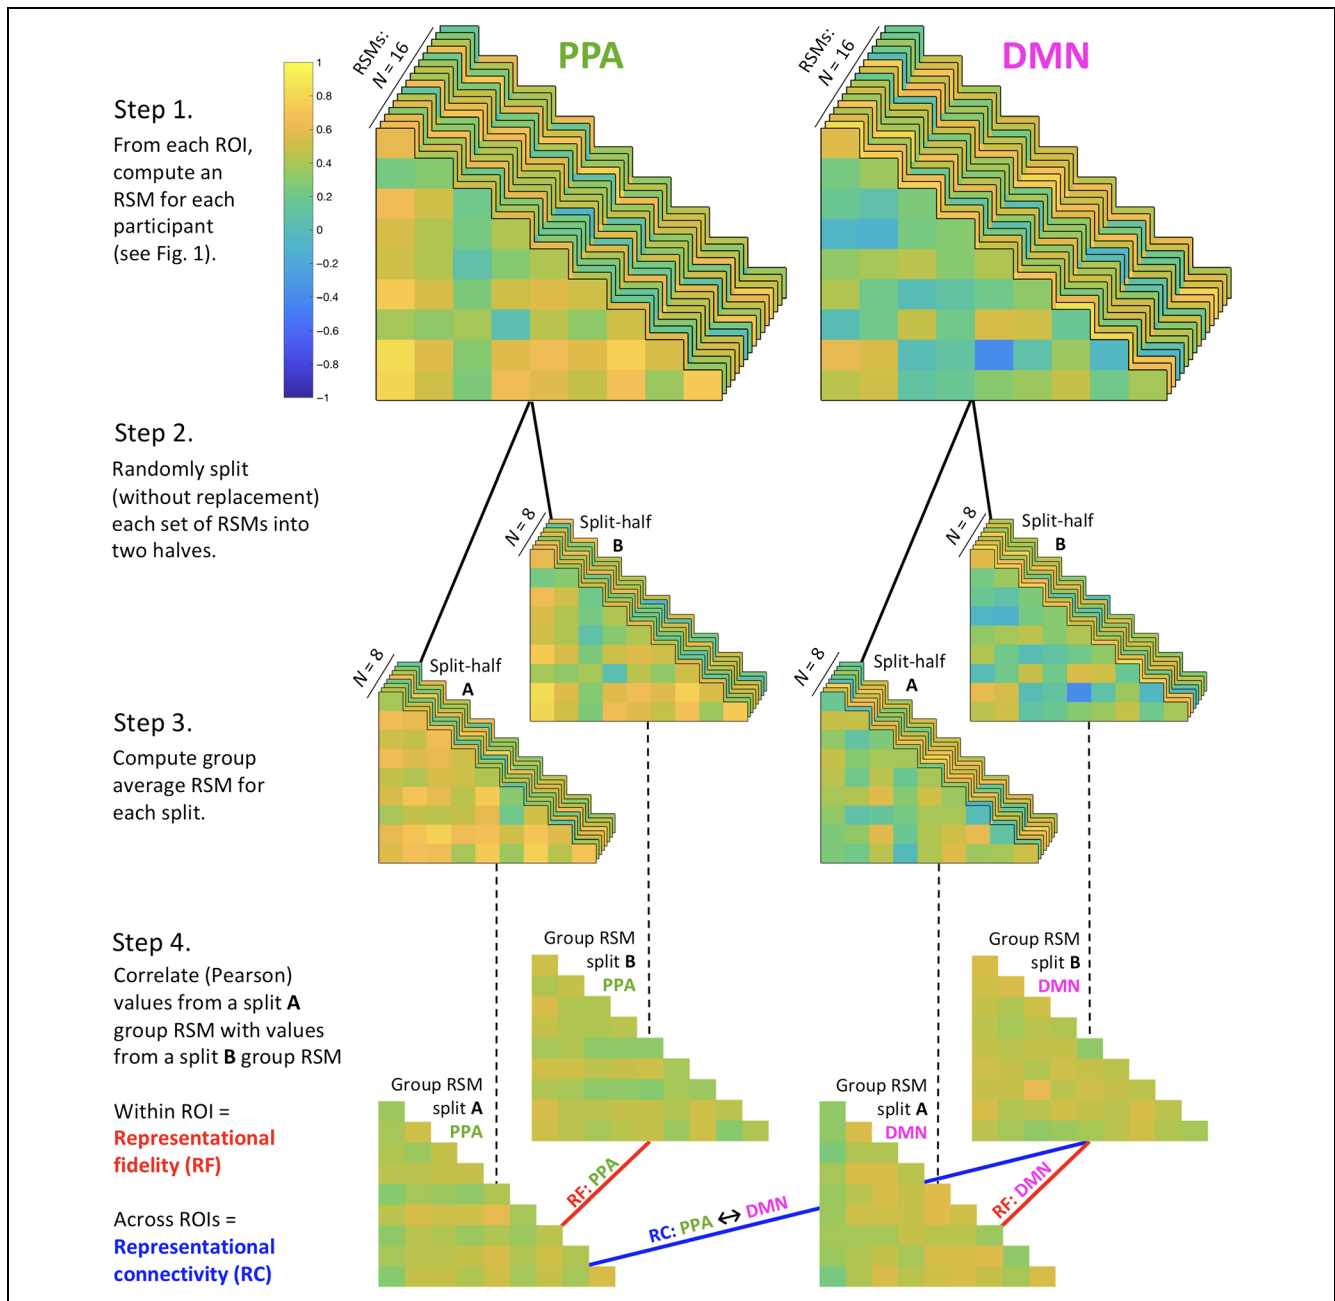 RSMs:
N = 16
PPA
RSMs:
N = 16
DMN
1
0.8
0.6
0.4
0.2
0
−0.2
−0.4
−0.6
−0.8
−1
Step 1.
From each ROI,
compute an
RSM for each
participant
(see Fig. 1).
Step 2.
Randomly split
(without replacement)
each set of RSMs into
two halves.
N = 8
Split-half
B
N = 8
Split-half
B
N = 8
Split-half
A
N = 8
Split-half
A
Step 3.
Compute group
average RSM for
each split.
Step 4.
Correlate (Pearson)
values from a split A
group RSM with values
from a split B group RSM
Within ROI =
Representational
fidelity (RF)
Across ROIs =
Representational
connectivity (RC)
Group RSM
split B
PPA
Group RSM
split B
DMN
Group RSM
split A
PPA
Group RSM
split A
DMN
RF: PPA
RC: PPA ↔ DMN
RF: DMN